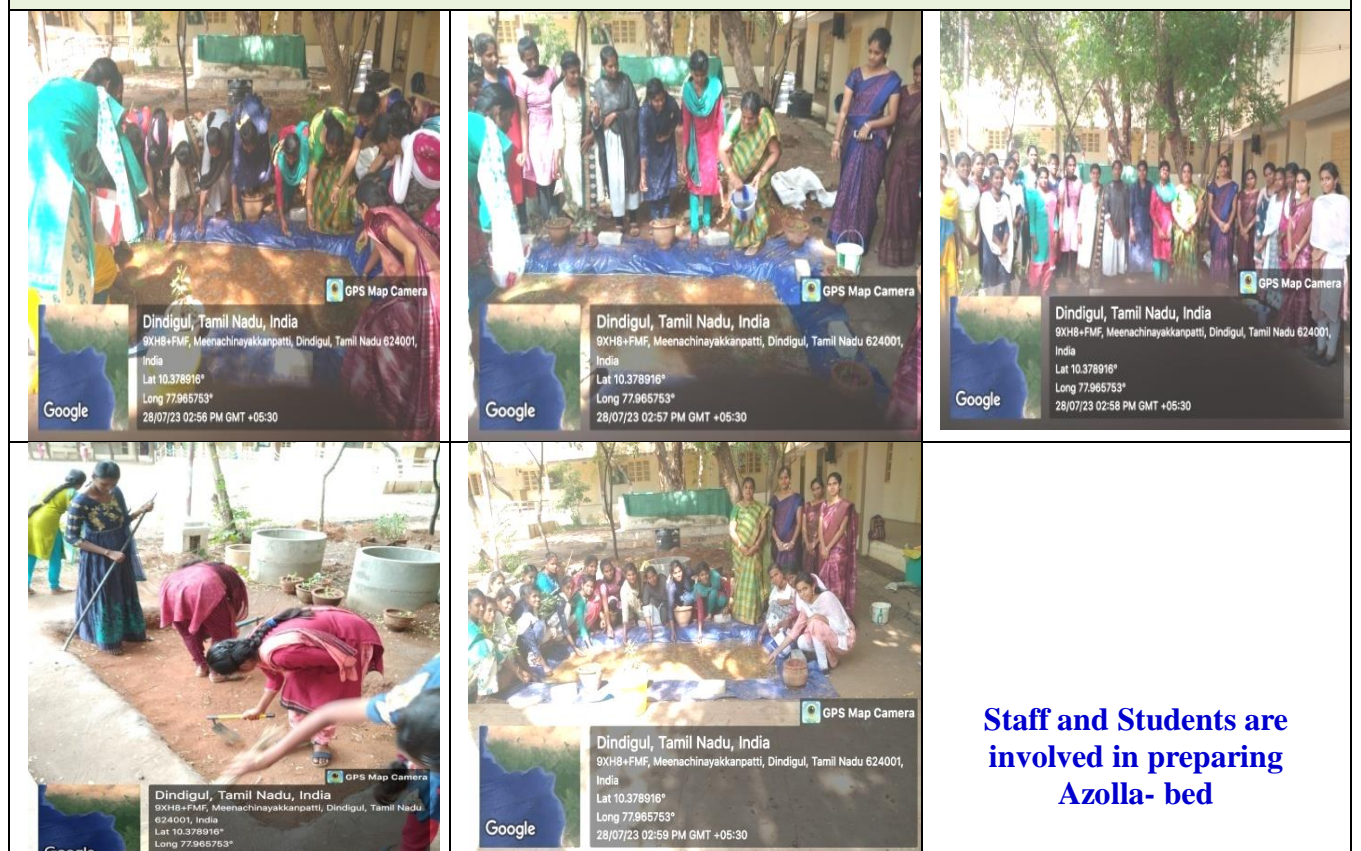 GPS Map Camera
Dindigul, Tamil Nadu, India
9XH8+FMF, Meenachinayakkanpatti, Dindigul, Tamil Nadu 624001,
India
Lat 10.378916°
Long 77.965753°
28/07/23 02:56 PM GMT +05:30
Google
GPS Map Camera
Dindigul, Tamil Nadu, India
9XH8+FMF, Meenachinayakkanpatti, Dindigul, Tamil Nadu 624001,
India
Lat 10.378916°
Long 77.965753°
28/07/23 02:57 PM GMT +05:30
Google
GPS Map Camera
Dindigul, Tamil Nadu, India
9XH8+FMF, Meenachinayakkanpatti, Dindigul, Tamil Nadu 624001,
India
Lat 10.378916°
Long 77.965753°
28/07/23 02:58 PM GMT +05:30
Google
GPS Map Camera
Dindigul, Tamil Nadu, India
9XH8+FMF, Meenachinayakkanpatti, Dindigul, Tamil Nadu
624001, India
Lat 10.378916°
Long 77.965753°
Google
GPS Map Camera
Dindigul, Tamil Nadu, India
9XH8+FMF, Meenachinayakkanpatti, Dindigul, Tamil Nadu 624001,
India
Lat 10.378916°
Long 77.965753°
28/07/23 02:59 PM GMT +05:30
Google
Staff and Students are
involved in preparing
Azolla- bed